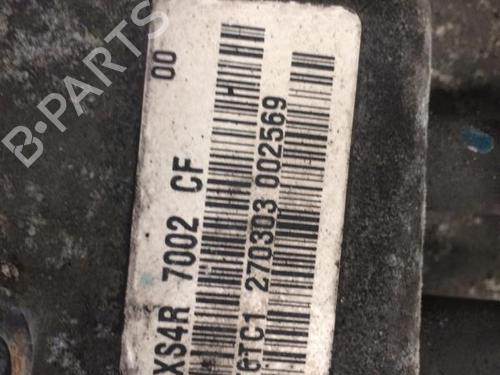 B-PARTS
00
XS4R 7002 CF
H H
6TC1 270303 002569